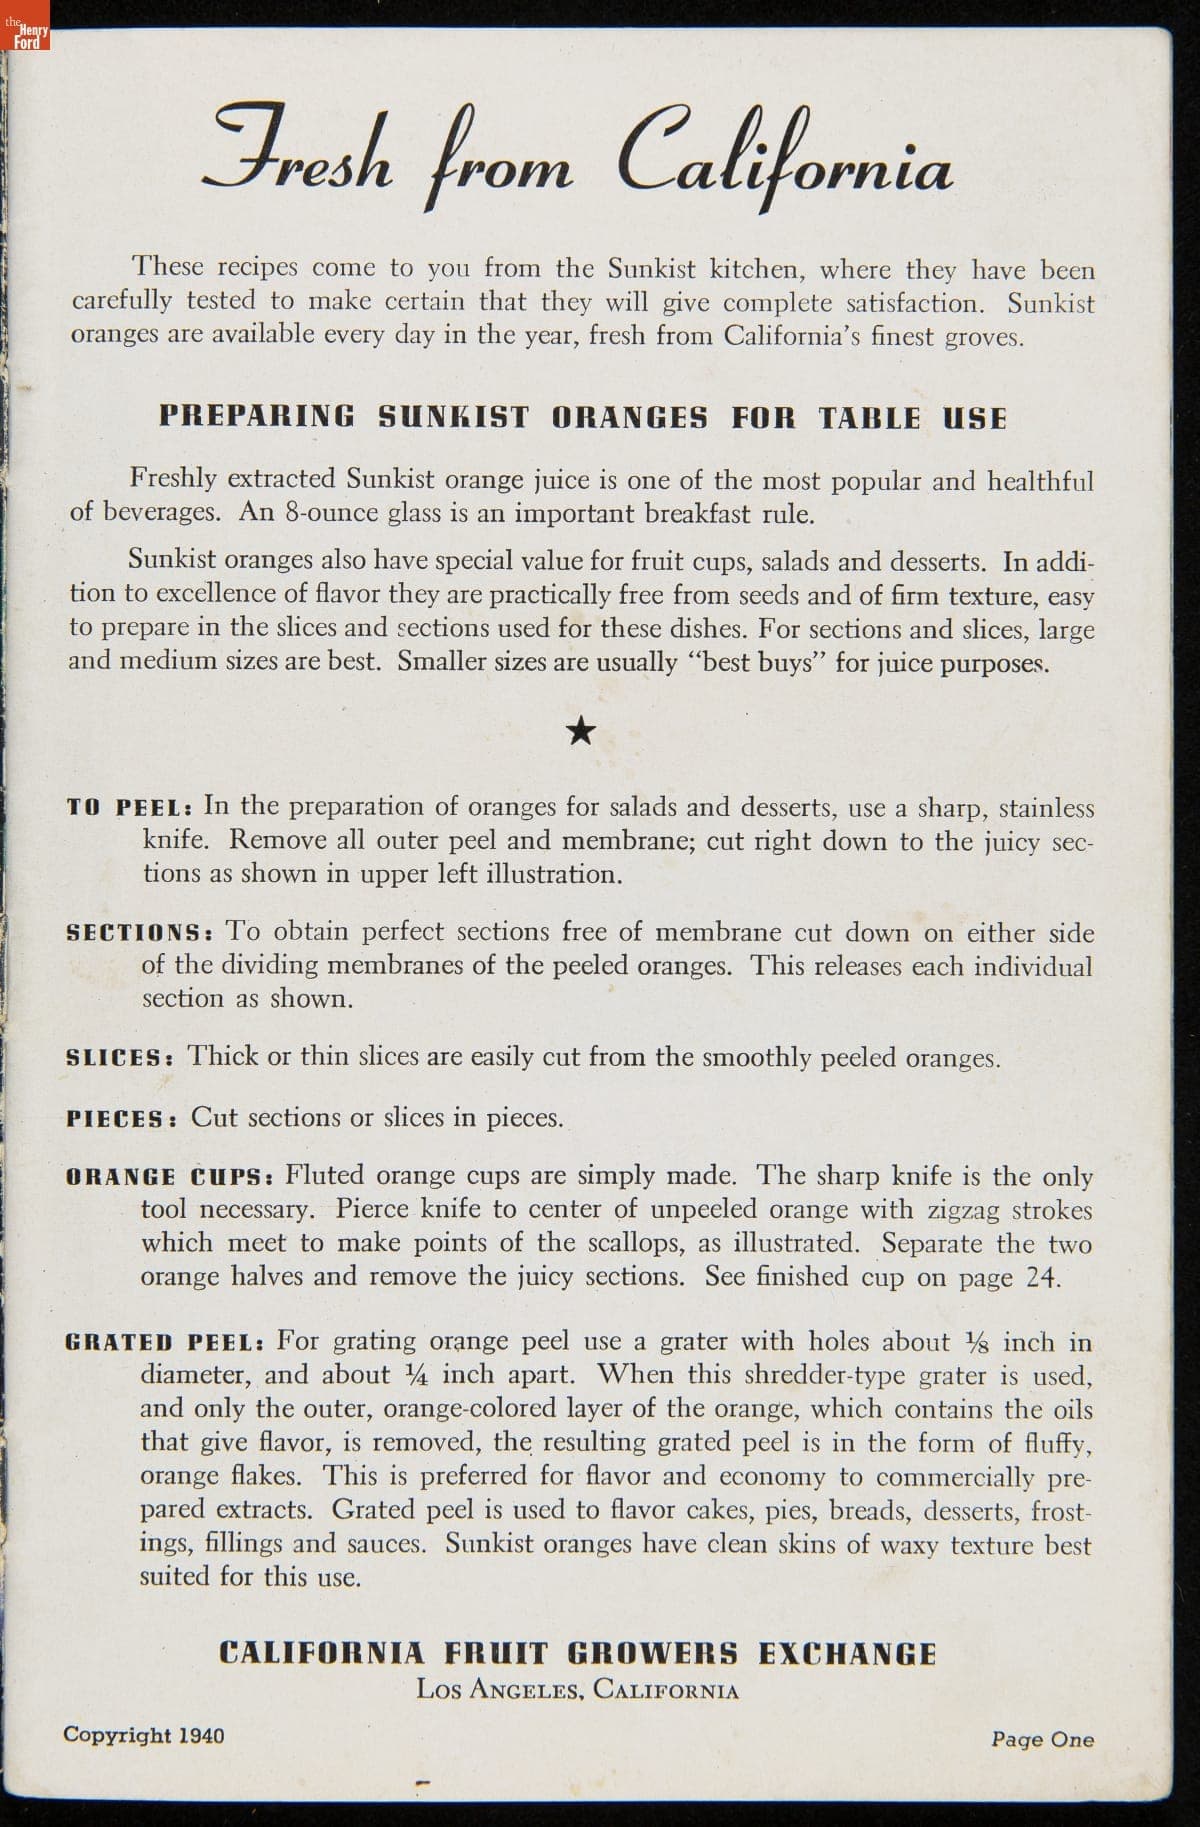 the
Henry
Ford
Fresh from California
These recipes come to you from the Sunkist kitchen, where they have been
carefully tested to make certain that they will give complete satisfaction. Sunkist
oranges are available every day in the year, fresh from California's finest groves.
PREPARING SUNKIST ORANGES FOR TABLE USE
Freshly extracted Sunkist orange juice is one of the most popular and healthful
of beverages. An 8-ounce glass is an important breakfast rule.
Sunkist oranges also have special value for fruit cups, salads and desserts. In addi-
tion to excellence of flavor they are practically free from seeds and of firm texture, easy
to prepare in the slices and sections used for these dishes. For sections and slices, large
and medium sizes are best. Smaller sizes are usually “best buys” for juice purposes.
★
TO PEEL: In the preparation of oranges for salads and desserts, use a sharp, stainless
knife. Remove all outer peel and membrane; cut right down to the juicy sec-
tions as shown in upper left illustration.
SECTIONS: To obtain perfect sections free of membrane cut down on either side
of the dividing membranes of the peeled oranges. This releases each individual
section as shown.
SLICES: Thick or thin slices are easily cut from the smoothly peeled oranges.
PIECES: Cut sections or slices in pieces.
ORANGE CUPS: Fluted orange cups are simply made. The sharp knife is the only
tool necessary. Pierce knife to center of unpeeled orange with zigzag strokes
which meet to make points of the scallops, as illustrated. Separate the two
orange halves and remove the juicy sections. See finished cup on page 24.
GRATED PEEL: For grating orange peel use a grater with holes about ⅛ inch in
diameter, and about ¼ inch apart. When this shredder-type grater is used,
and only the outer, orange-colored layer of the orange, which contains the oils
that give flavor, is removed, the resulting grated peel is in the form of fluffy,
orange flakes. This is preferred for flavor and economy to commercially pre-
pared extracts. Grated peel is used to flavor cakes, pies, breads, desserts, frost-
ings, fillings and sauces. Sunkist oranges have clean skins of waxy texture best
suited for this use.
CALIFORNIA FRUIT GROWERS EXCHANGE
LOS ANGELES, CALIFORNIA
Copyright 1940
Page One